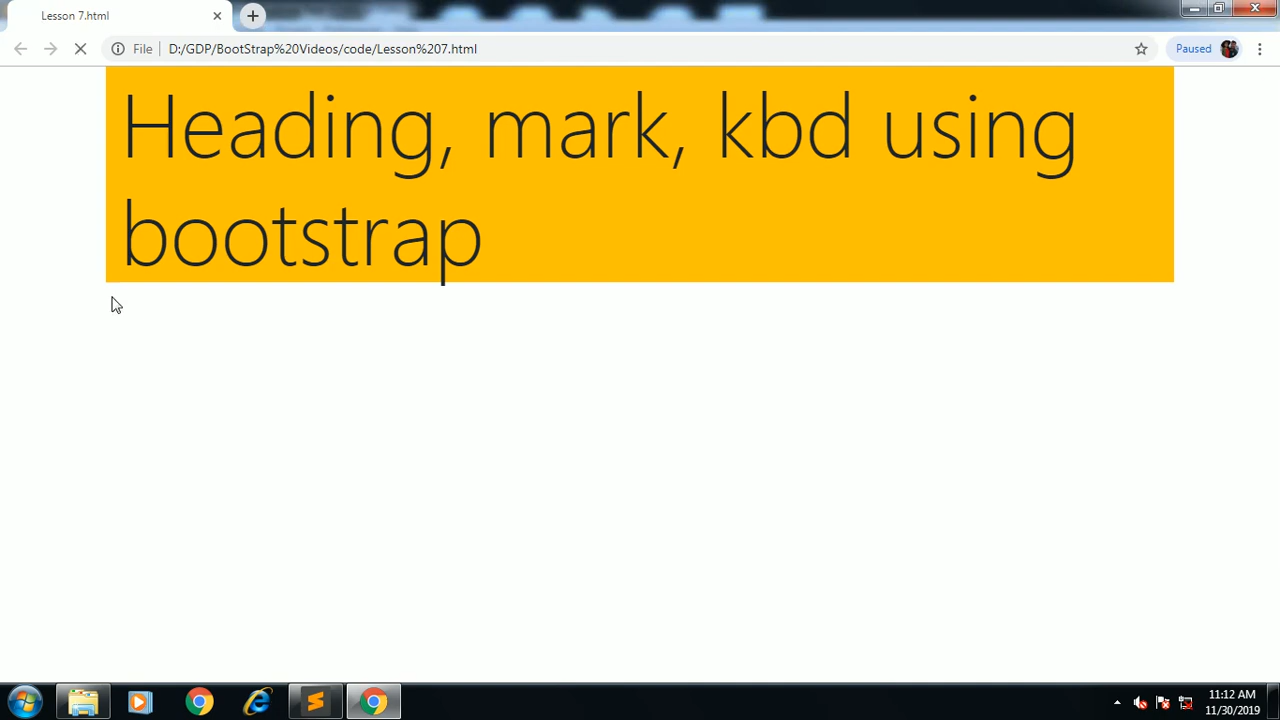 Lesson 7.html
File
D:/GDP/BootStrap%20Videos/code/Lesson%207.html
Paused
Heading, mark, kbd using
bootstrap
11:12 AM
11/30/2019